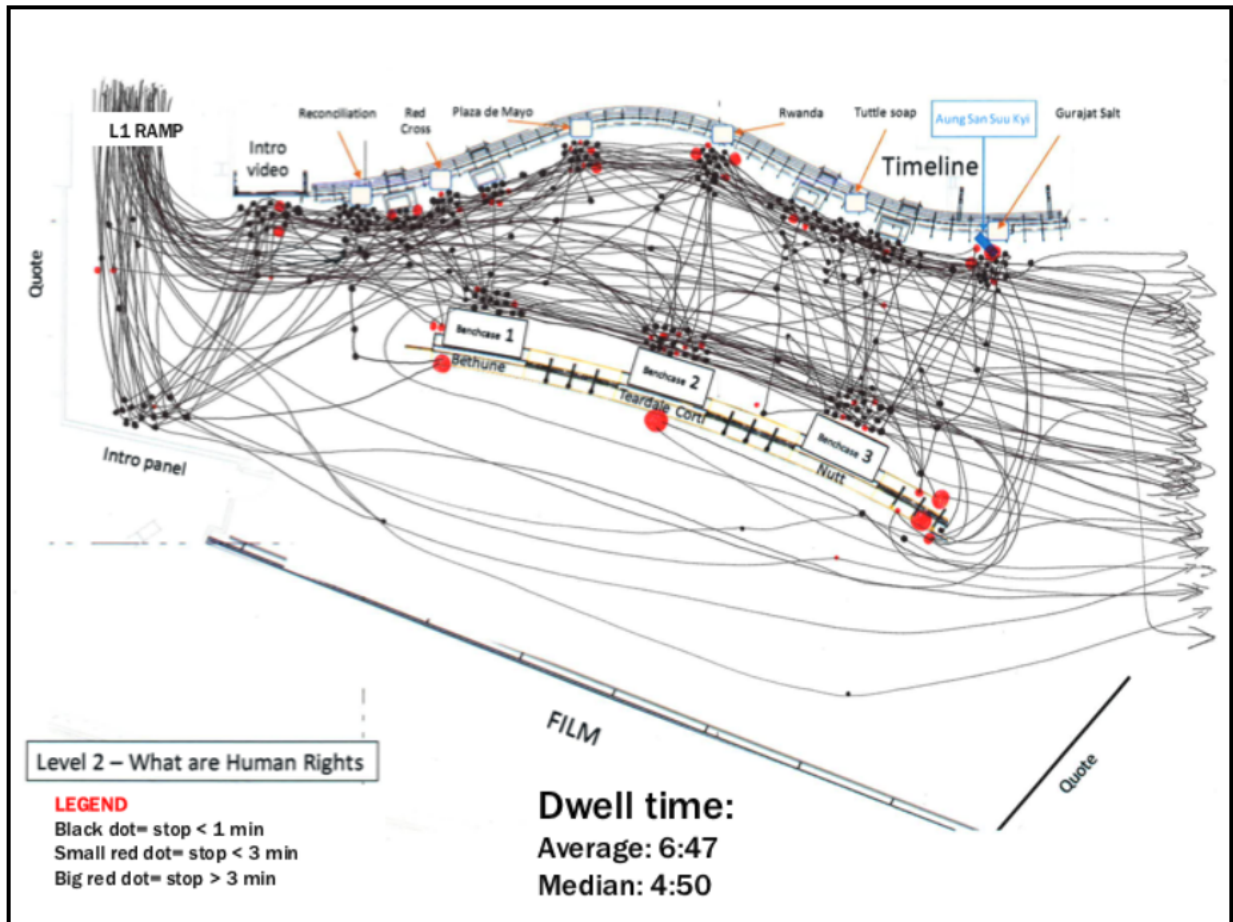 L1 RAMP
Reconciliation
Red
Cross
Plaza de Mayo
Rwanda
Tuttle soap
Aung San Suu Kyi
Gurajat Salt
Intro
video
Timeline
Quote
Benchcase 1
Bethune
Benchcase 2
Teardale Corti
Benchcase 3
Nutt
Intro panel
FILM
Quote
Level 2 – What are Human Rights
LEGEND
Black dot= stop < 1 min
Small red dot= stop < 3 min
Big red dot= stop > 3 min
Dwell time:
Average: 6:47
Median: 4:50